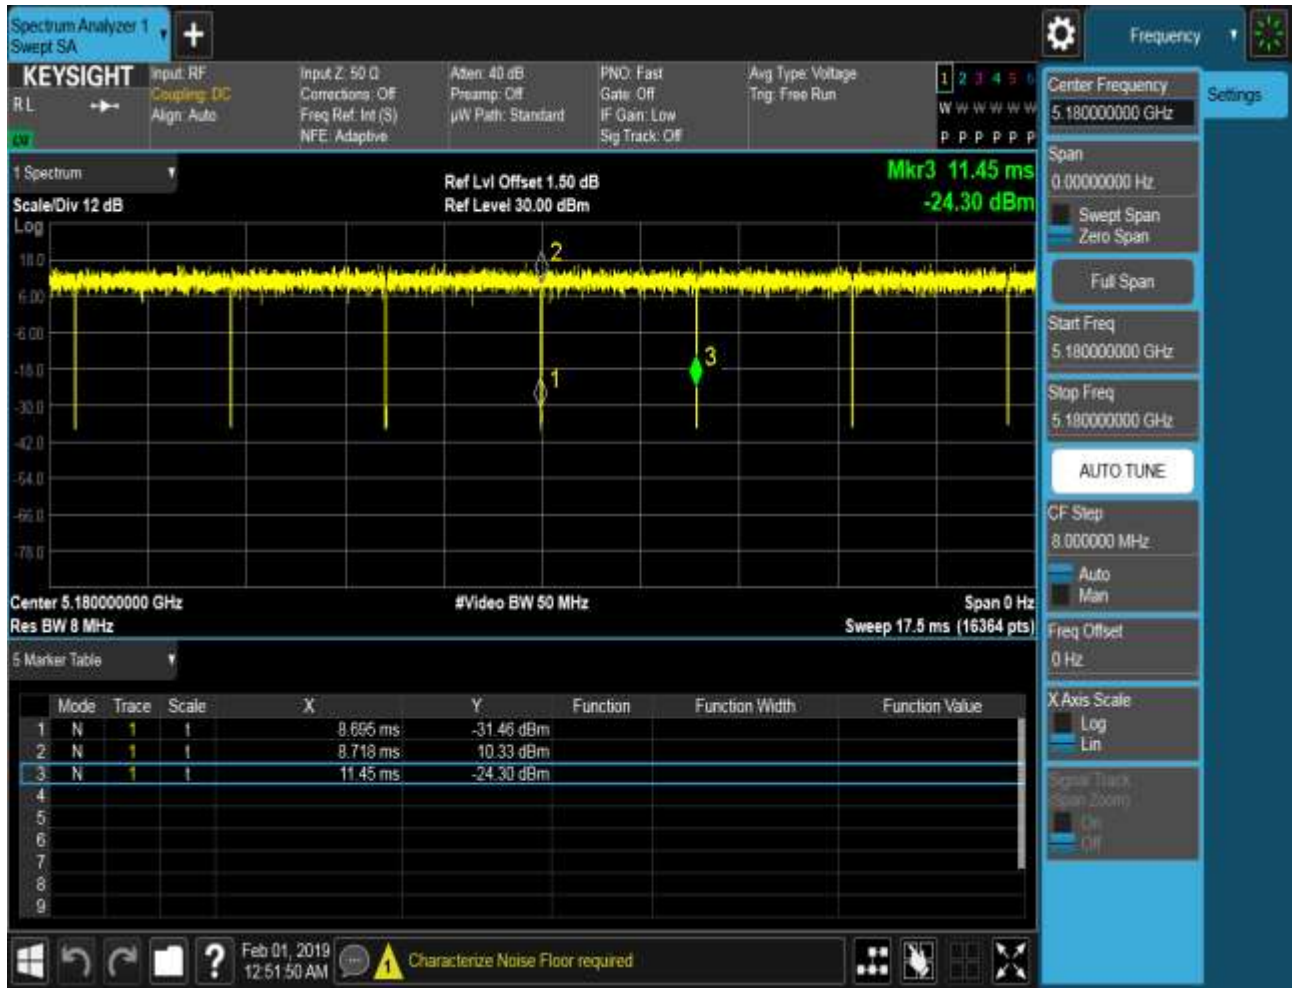 Spectrum Analyzer 1
Swept SA
+
Frequency
KEYSIGHT
RL
Input: RF
Coupling: DC
Align: Auto
Input Z: 50 Ω
Corrections: Off
Freq Ref: Int (S)
NFE: Adaptive
Atten: 40 dB
Preamp: Off
µW Path: Standard
PNO: Fast
Gate: Off
IF Gain: Low
Sig Track: Off
Avg Type: Voltage
Trig: Free Run
1 2 3 4 5 6
W W W W W W
P P P P P P
1 Spectrum
Scale/Div 12 dB
Ref Lvl Offset 1.50 dB
Ref Level 30.00 dBm
Mkr3 11.45 ms
-24.30 dBm
Log
18.0
6.00
-6.00
-18.0
-30.0
-42.0
-54.0
-66.0
-78.0
2
1
3
Center 5.180000000 GHz
Res BW 8 MHz
#Video BW 50 MHz
Span 0 Hz
Sweep 17.5 ms (16364 pts)
5 Marker Table
Mode Trace Scale X Y Function Function Width Function Value
1 N 1 t 8.695 ms -31.46 dBm
2 N 1 t 8.718 ms 10.33 dBm
3 N 1 t 11.45 ms -24.30 dBm
4
5
6
7
8
9
Feb 01, 2019
12:51:50 AM
Characterize Noise Floor required
Settings
Center Frequency
5.180000000 GHz
Span
0.00000000 Hz
Swept Span
Zero Span
Full Span
Start Freq
5.180000000 GHz
Stop Freq
5.180000000 GHz
AUTO TUNE
CF Step
8.000000 MHz
Auto
Man
Freq Offset
0 Hz
X Axis Scale
Log
Lin
Signal Track
(Span Zoom)
On
Off